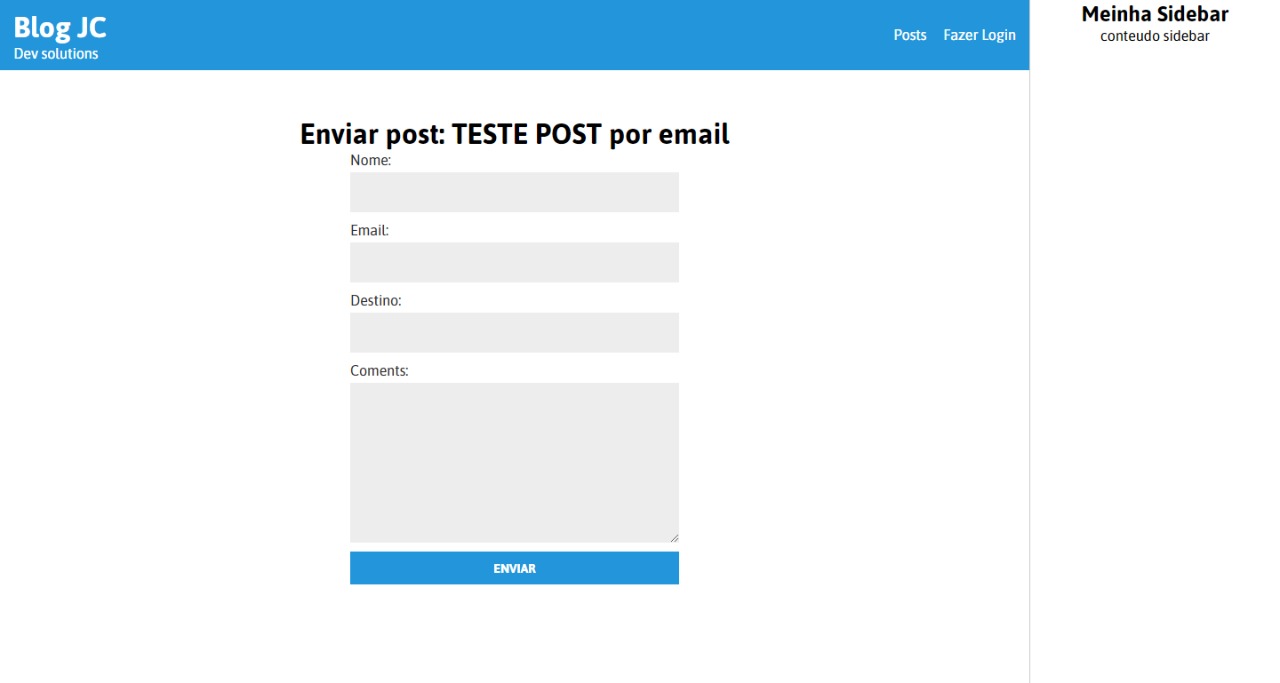 Blog JC
Dev solutions
Posts
Fazer Login
Meinha Sidebar
conteudo sidebar
Enviar post: TESTE POST por email
Nome:
Email:
Destino:
Coments:
ENVIAR